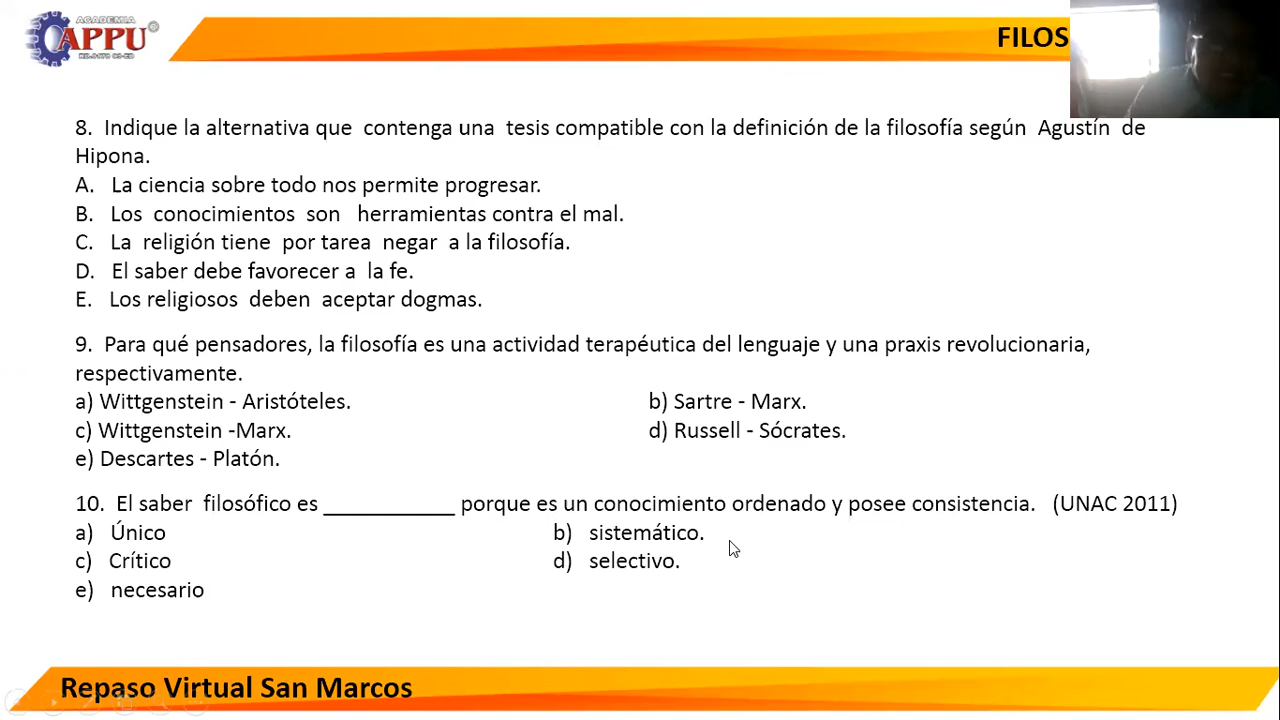 ACADEMIA
APPU
FILOS
8. Indique la alternativa que contenga una tesis compatible con la definición de la filosofía según Agustín de
Hipona.
A. La ciencia sobre todo nos permite progresar.
B. Los conocimientos son herramientas contra el mal.
C. La religión tiene por tarea negar a la filosofía.
D. El saber debe favorecer a la fe.
E. Los religiosos deben aceptar dogmas.
9. Para qué pensadores, la filosofía es una actividad terapéutica del lenguaje y una praxis revolucionaria,
respectivamente.
a) Wittgenstein - Aristóteles. b) Sartre - Marx.
c) Wittgenstein -Marx. d) Russell - Sócrates.
e) Descartes - Platón.
10. El saber filosófico es ___________ porque es un conocimiento ordenado y posee consistencia. (UNAC 2011)
a) Único b) sistemático.
c) Crítico d) selectivo.
e) necesario
Repaso Virtual San Marcos